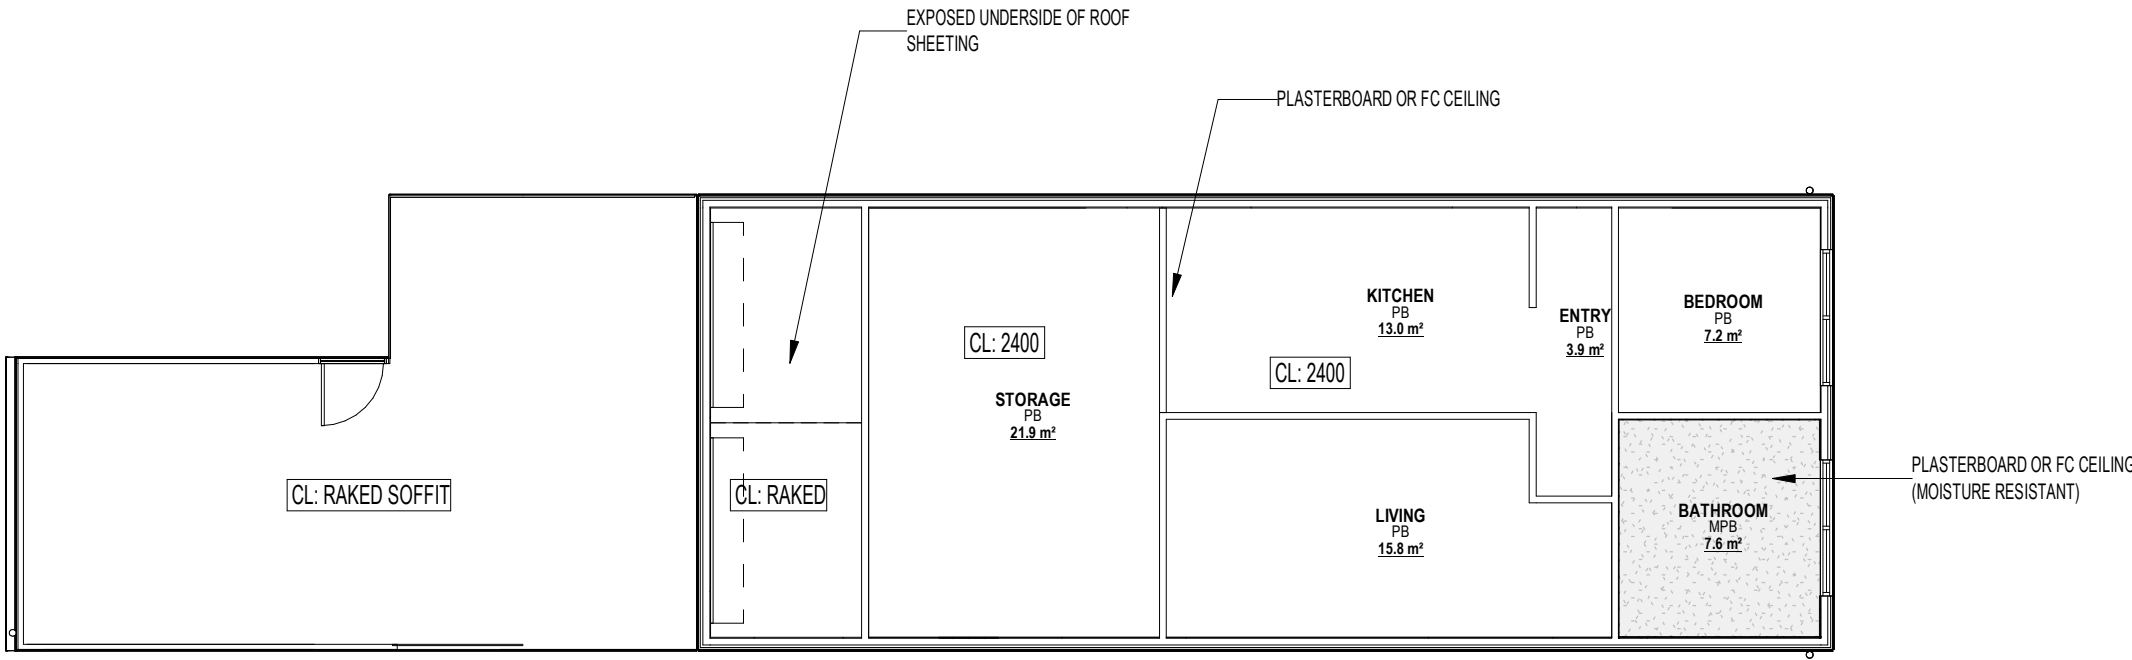 EXPOSED UNDERSIDE OF ROOF
SHEETING
PLASTERBOARD OR FC CEILING
KITCHEN
PB
13.0 m²
ENTRY
PB
3.9 m²
BEDROOM
PB
7.2 m²
CL: 2400
CL: 2400
STORAGE
PB
21.9 m²
CL: RAKED SOFFIT
CL: RAKED
LIVING
PB
15.8 m²
BATHROOM
MPB
7.6 m²
PLASTERBOARD OR FC CEILING
(MOISTURE RESISTANT)